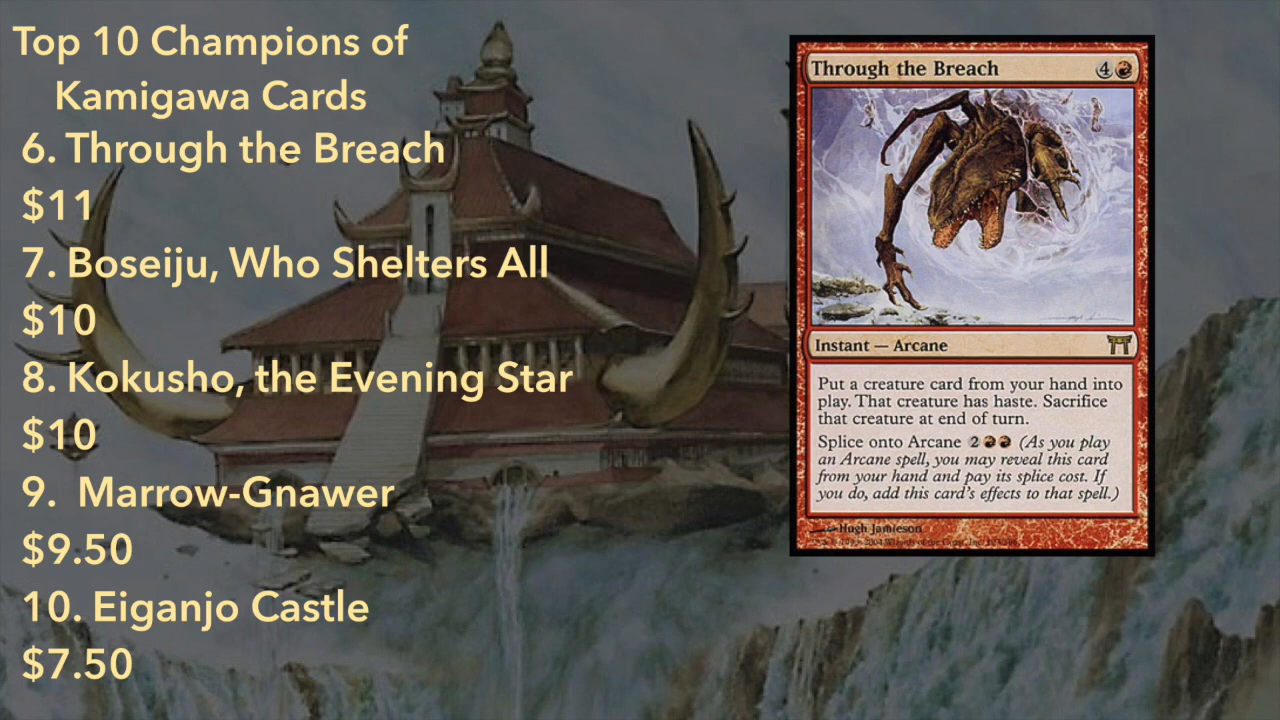 Top 10 Champions of
Kamigawa Cards
6. Through the Breach
$11
7. Boseiju, Who Shelters All
$10
8. Kokusho, the Evening Star
$10
9. Marrow-Gnawer
$9.50
10. Eiganjo Castle
$7.50
Through the Breach 4
Instant — Arcane
Put a creature card from your hand into
play. That creature has haste. Sacrifice
that creature at end of turn.
Splice onto Arcane 2 (As you play
an Arcane spell, you may reveal this card
from your hand and pay its splice cost. If
you do, add this card's effects to that spell.)
Hugh Jamieson